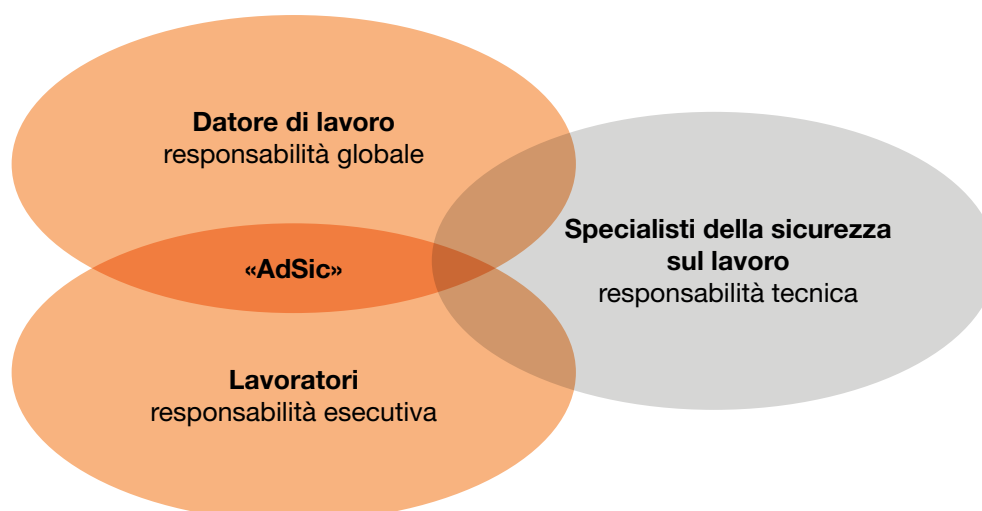 Datore di lavoro
responsabilità globale
«AdSic»
Specialisti della sicurezza
sul lavoro
responsabilità tecnica
Lavoratori
responsabilità esecutiva